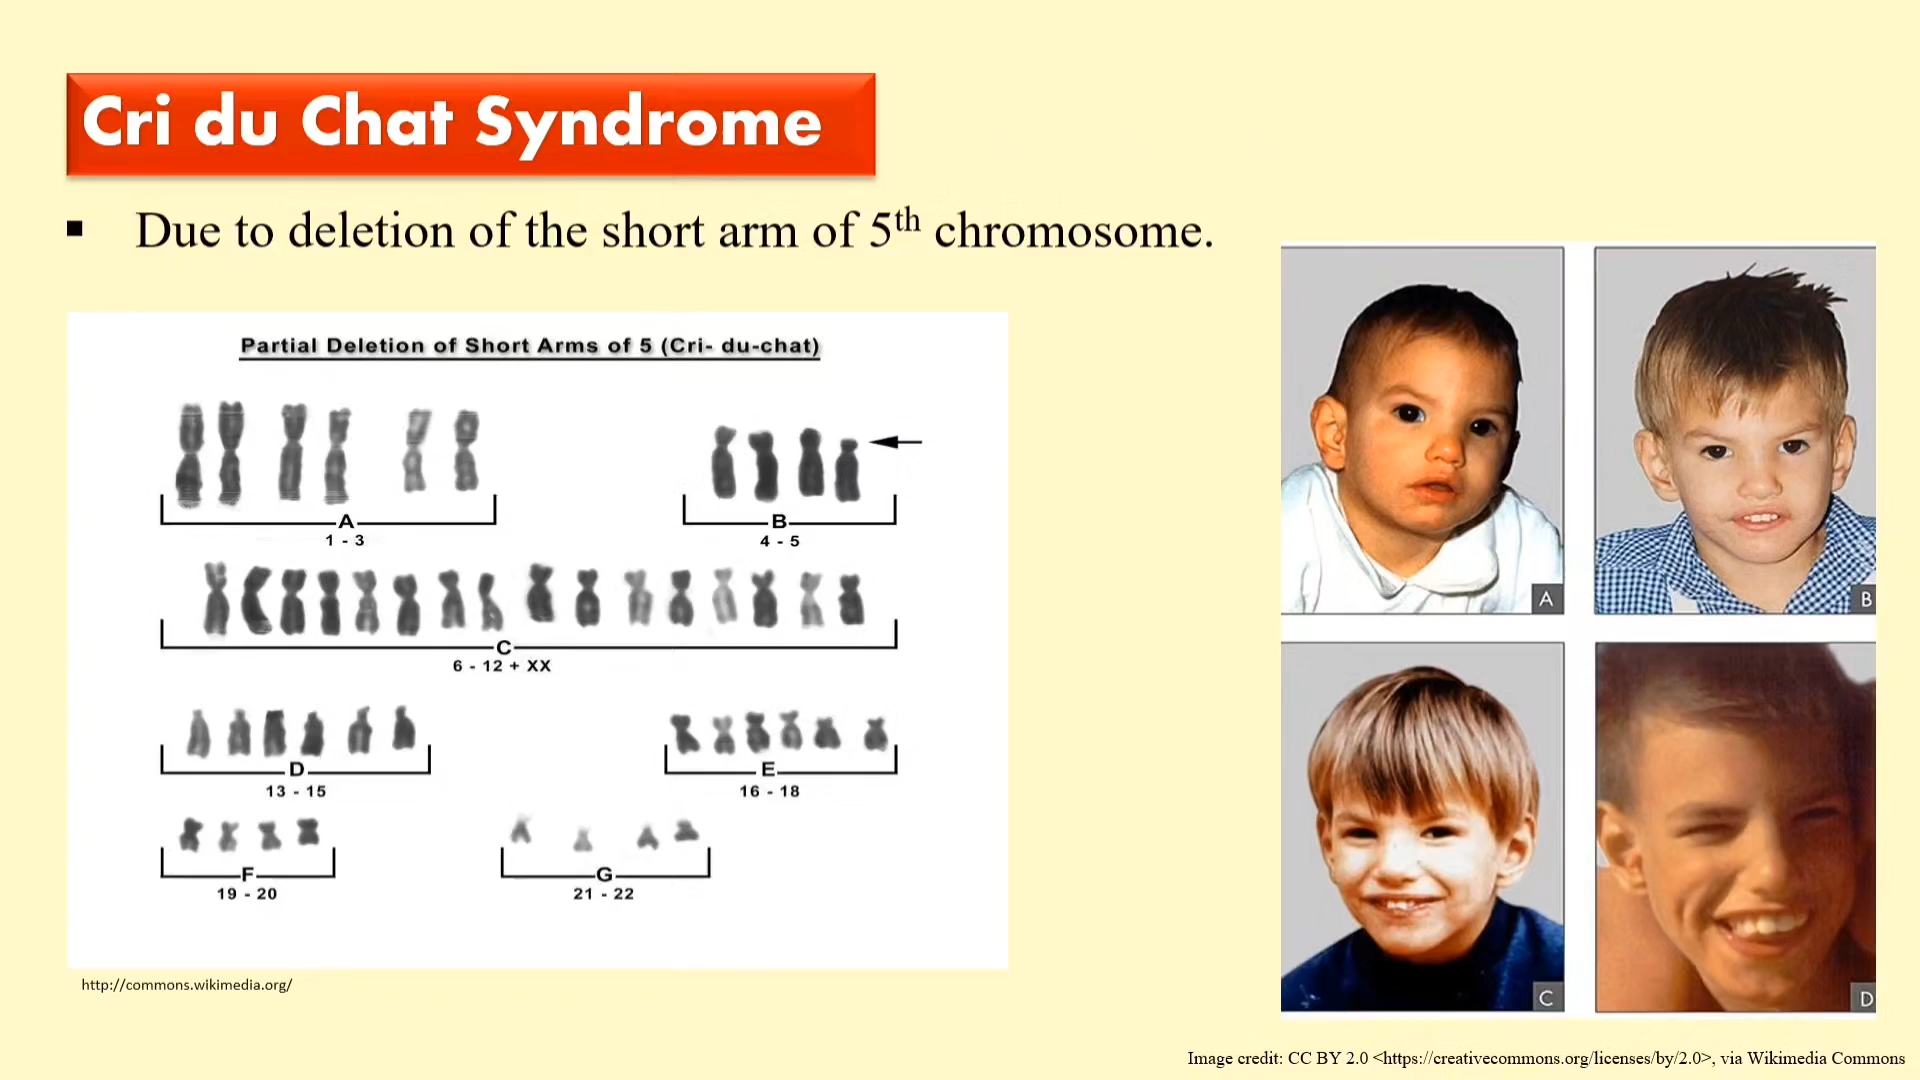 Cri du Chat Syndrome
▪ Due to deletion of the short arm of 5th chromosome.
Partial Deletion of Short Arms of 5 (Cri- du-chat)
A
1 - 3
B
4 - 5
C
6 - 12 + XX
D
13 - 15
E
16 - 18
F
19 - 20
G
21 - 22
http://commons.wikimedia.org/
A
B
C
D
Image credit: CC BY 2.0 <https://creativecommons.org/licenses/by/2.0>, via Wikimedia Commons